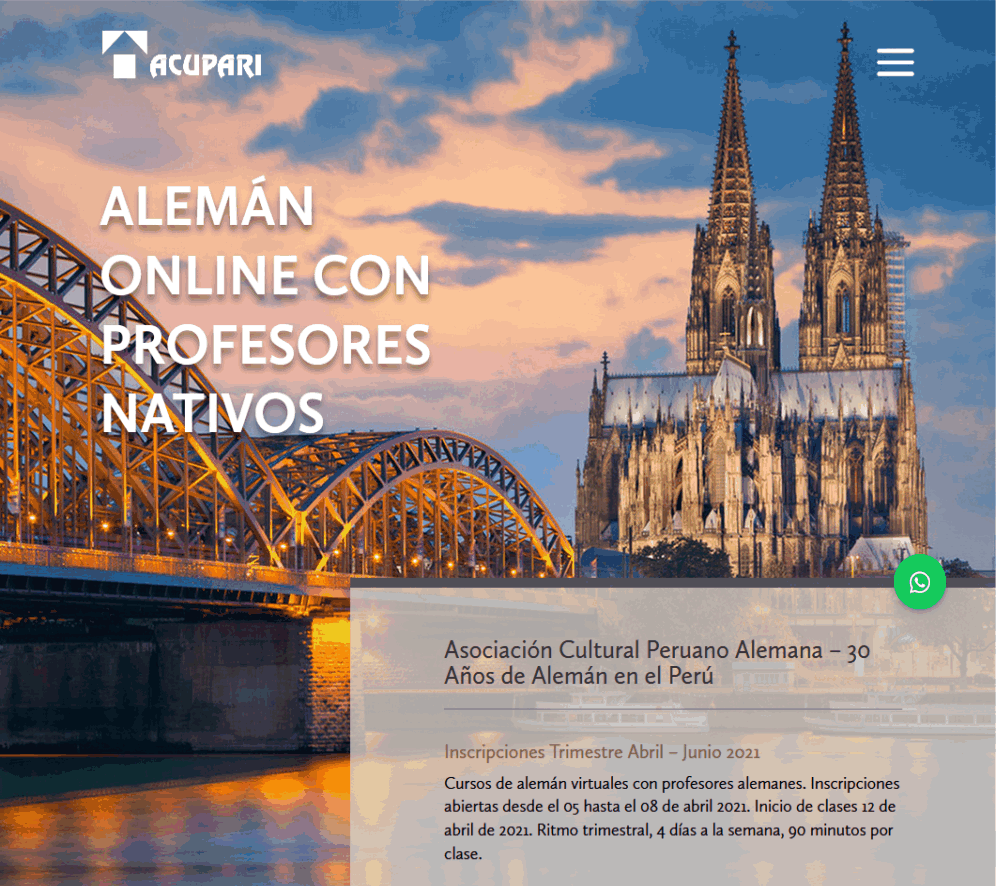 ACUPARI
ALEMÁN
ONLINE CON
PROFESORES
NATIVOS
Asociación Cultural Peruano Alemana – 30
Años de Alemán en el Perú
Inscripciones Trimestre Abril – Junio 2021
Cursos de alemán virtuales con profesores alemanes. Inscripciones
abiertas desde el 05 hasta el 08 de abril 2021. Inicio de clases 12 de
abril de 2021. Ritmo trimestral, 4 días a la semana, 90 minutos por
clase.